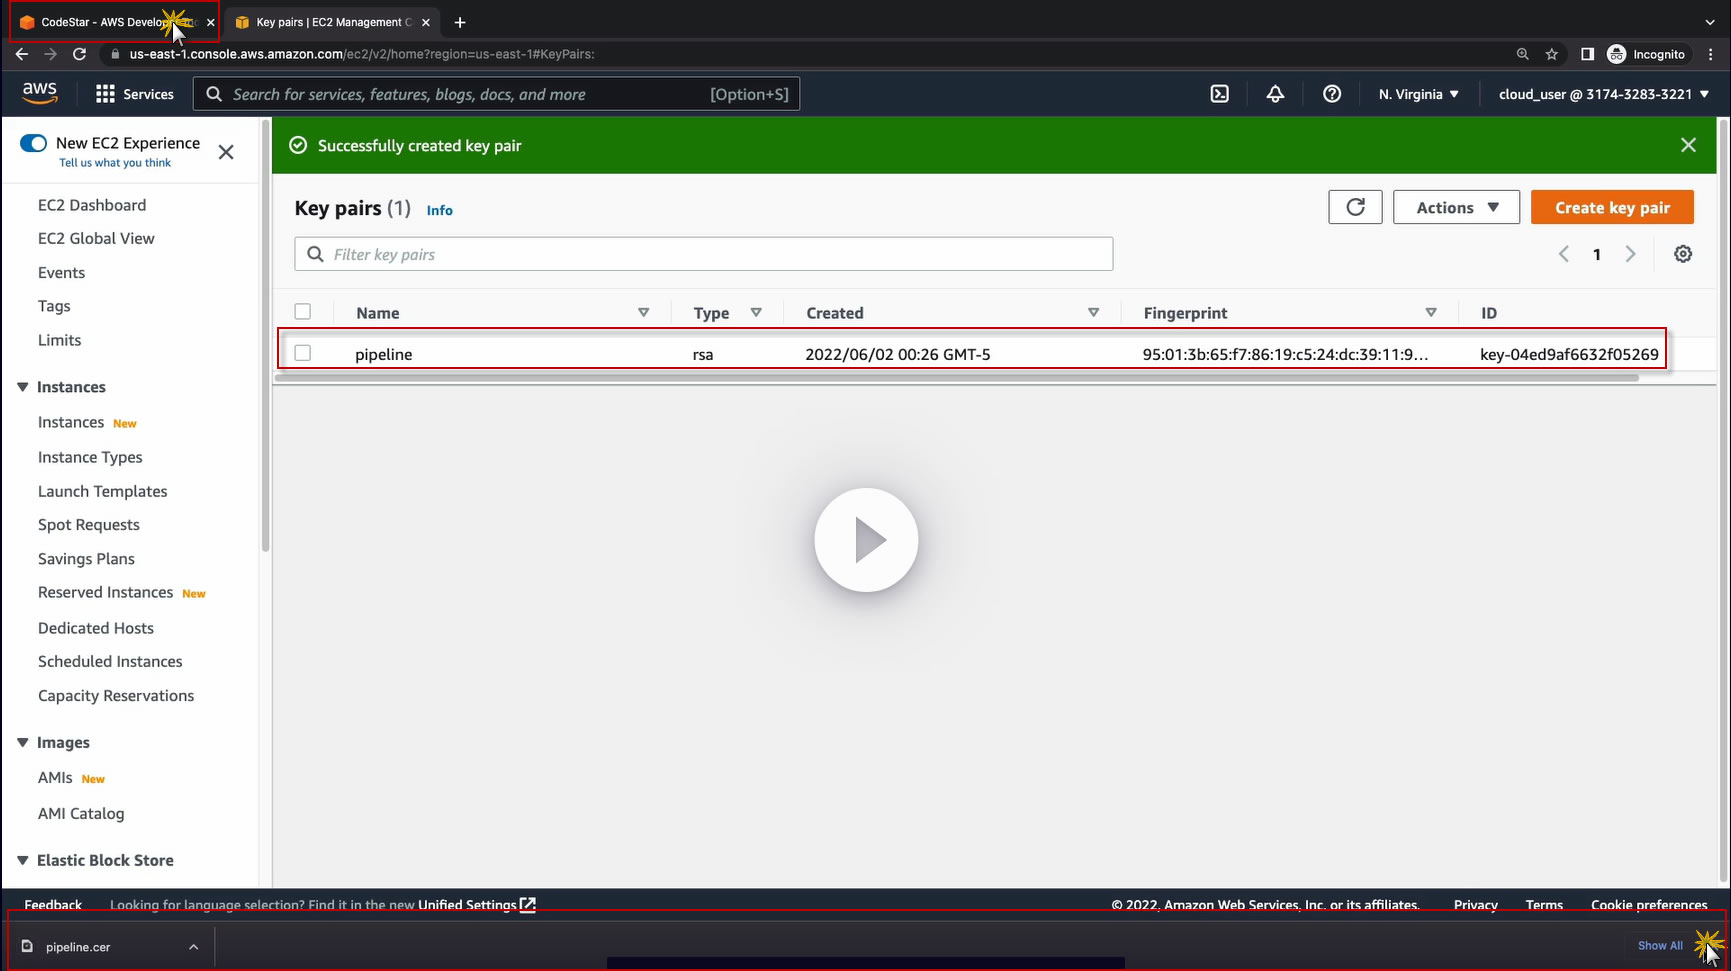 CodeStar - AWS Develop
Key pairs | EC2 Management C
us-east-1.console.aws.amazon.com/ec2/v2/home?region=us-east-1#KeyPairs:
Incognito
aws
Services
Search for services, features, blogs, docs, and more
[Option+S]
N. Virginia
cloud_user @ 3174-3283-3221
New EC2 Experience
Tell us what you think
EC2 Dashboard
EC2 Global View
Events
Tags
Limits
Instances
Instances New
Instance Types
Launch Templates
Spot Requests
Savings Plans
Reserved Instances New
Dedicated Hosts
Scheduled Instances
Capacity Reservations
Images
AMIs New
AMI Catalog
Elastic Block Store
Successfully created key pair
Key pairs (1) Info
Actions
Create key pair
Filter key pairs
1
Name Type Created Fingerprint ID
pipeline rsa 2022/06/02 00:26 GMT-5 95:01:3b:65:f7:86:19:c5:24:dc:39:11:9... key-04ed9af6632f05269
Feedback Looking for language selection? Find it in the new Unified Settings
© 2022, Amazon Web Services, Inc. or its affiliates. Privacy Terms Cookie preferences
pipeline.cer
Show All